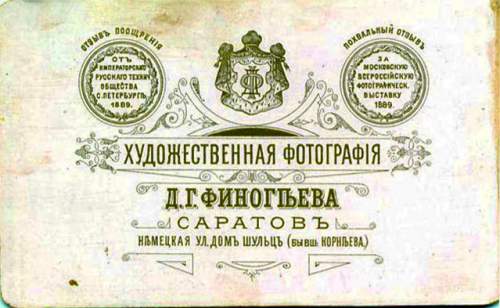 ОТЗЫВЪ ПООЩРЕНІЯ
ОТЪ
ИМПЕРАТОРСКАГО
РУССКАГО ТЕХНИЧ.
ОБЩЕСТВА
С.ПЕТЕРБУРГѢ,
1889.
ПОХВАЛЬНЫЙ ОТЗЫВЪ
ЗА
МОСКОВСКУЮ
ВСЕРОССІЙСКУЮ
ФОТОГРАФИЧЕСК.
ВЫСТАВКУ
1889.
ХУДОЖЕСТВЕННАЯ ФОТОГРАФІЯ
Д.Г.ФИНОГѢЕВА
САРАТОВЪ
НѢМЕЦКАЯ УЛ.ДОМЪ ШУЛЬЦЪ (БЫВШ. КОРНѢЕВА,)